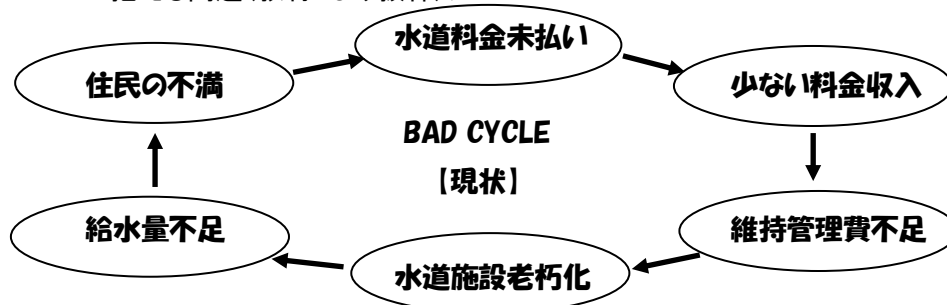 水道料金未払い
住民の不満
少ない料金収入
BAD CYCLE
【現状】
給水量不足
維持管理費不足
水道施設老朽化